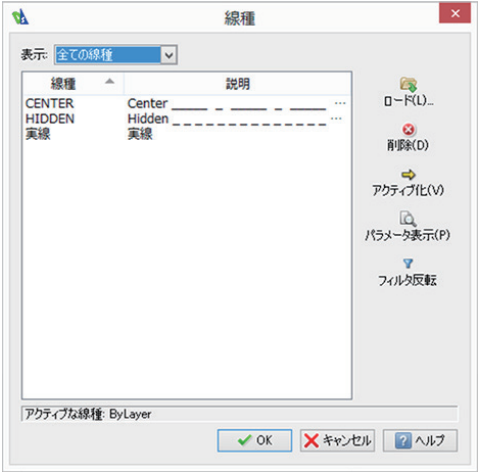 線種
表示: 全ての線種
線種 説明
CENTER Center ____ _ ____ _ ____ ...
HIDDEN Hidden _ _ _ _ _ _ _ _ _ _ _ _ _ _ ...
実線 実線
ロード(L)...
削除(D)
アクティブ化(V)
パラメータ表示(P)
フィルタ反転
アクティブな線種: ByLayer
OK キャンセル ヘルプ